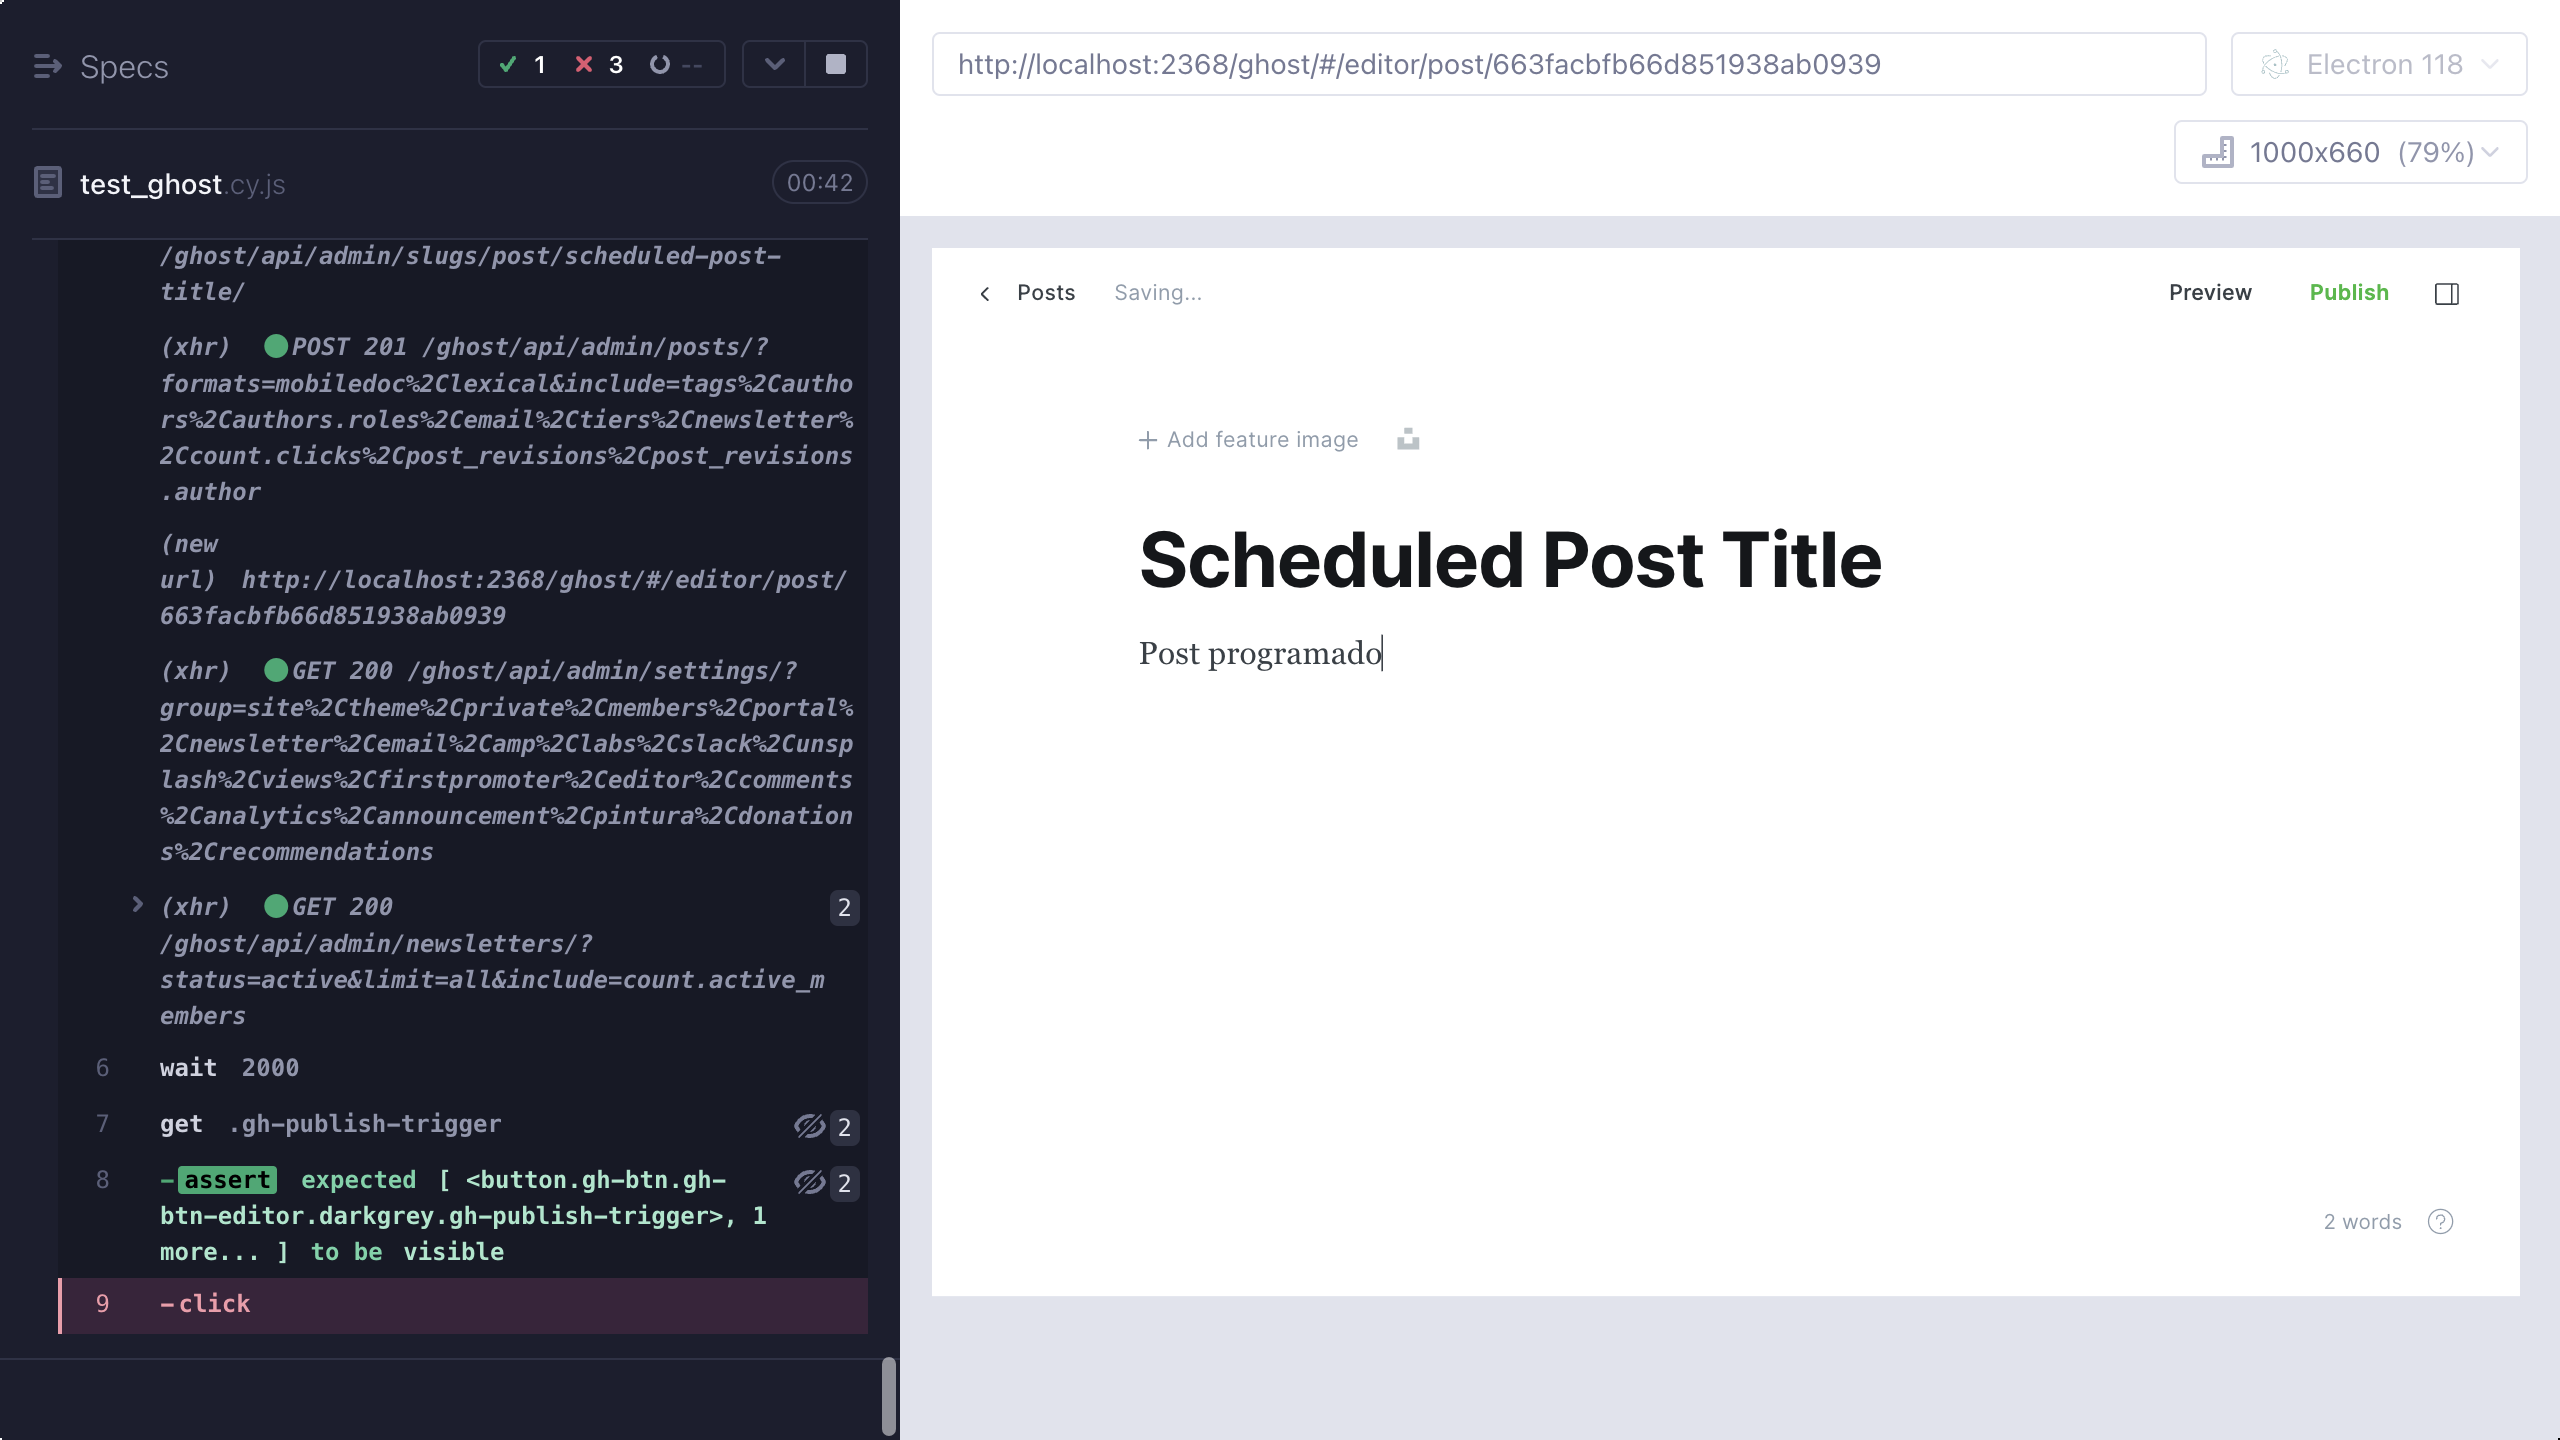 Specs
1
3
--
test_ghost.cy.js
00:42
/ghost/api/admin/slugs/post/scheduled-post-
title/
(xhr) POST 201 /ghost/api/admin/posts/?
formats=mobiledoc%2Clexical&include=tags%2Cautho
rs%2Cauthors.roles%2Cemail%2Ctiers%2Cnewsletter%
2Ccount.clicks%2Cpost_revisions%2Cpost_revisions
.author
(new
url) http://localhost:2368/ghost/#/editor/post/
663facbfb66d851938ab0939
(xhr) GET 200 /ghost/api/admin/settings/?
group=site%2Ctheme%2Cprivate%2Cmembers%2Cportal%
2Cnewsletter%2Cemail%2Camp%2Clabs%2Cslack%2Cunsp
lash%2Cviews%2Cfirstpromoter%2Ceditor%2Ccomments
%2Canalytics%2Cannouncement%2Cpintura%2Cdonation
s%2Crecommendations
(xhr) GET 200
2
/ghost/api/admin/newsletters/?
status=active&limit=all&include=count.active_m
embers
6 wait 2000
7 get .gh-publish-trigger 2
8 -assert expected [ <button.gh-btn.gh- 2
btn-editor.darkgrey.gh-publish-trigger>, 1
more... ] to be visible
9 -click
http://localhost:2368/ghost/#/editor/post/663facbfb66d851938ab0939
Electron 118
1000x660 (79%)
Posts Saving...
Preview Publish
Add feature image
Scheduled Post Title
Post programado
2 words ?